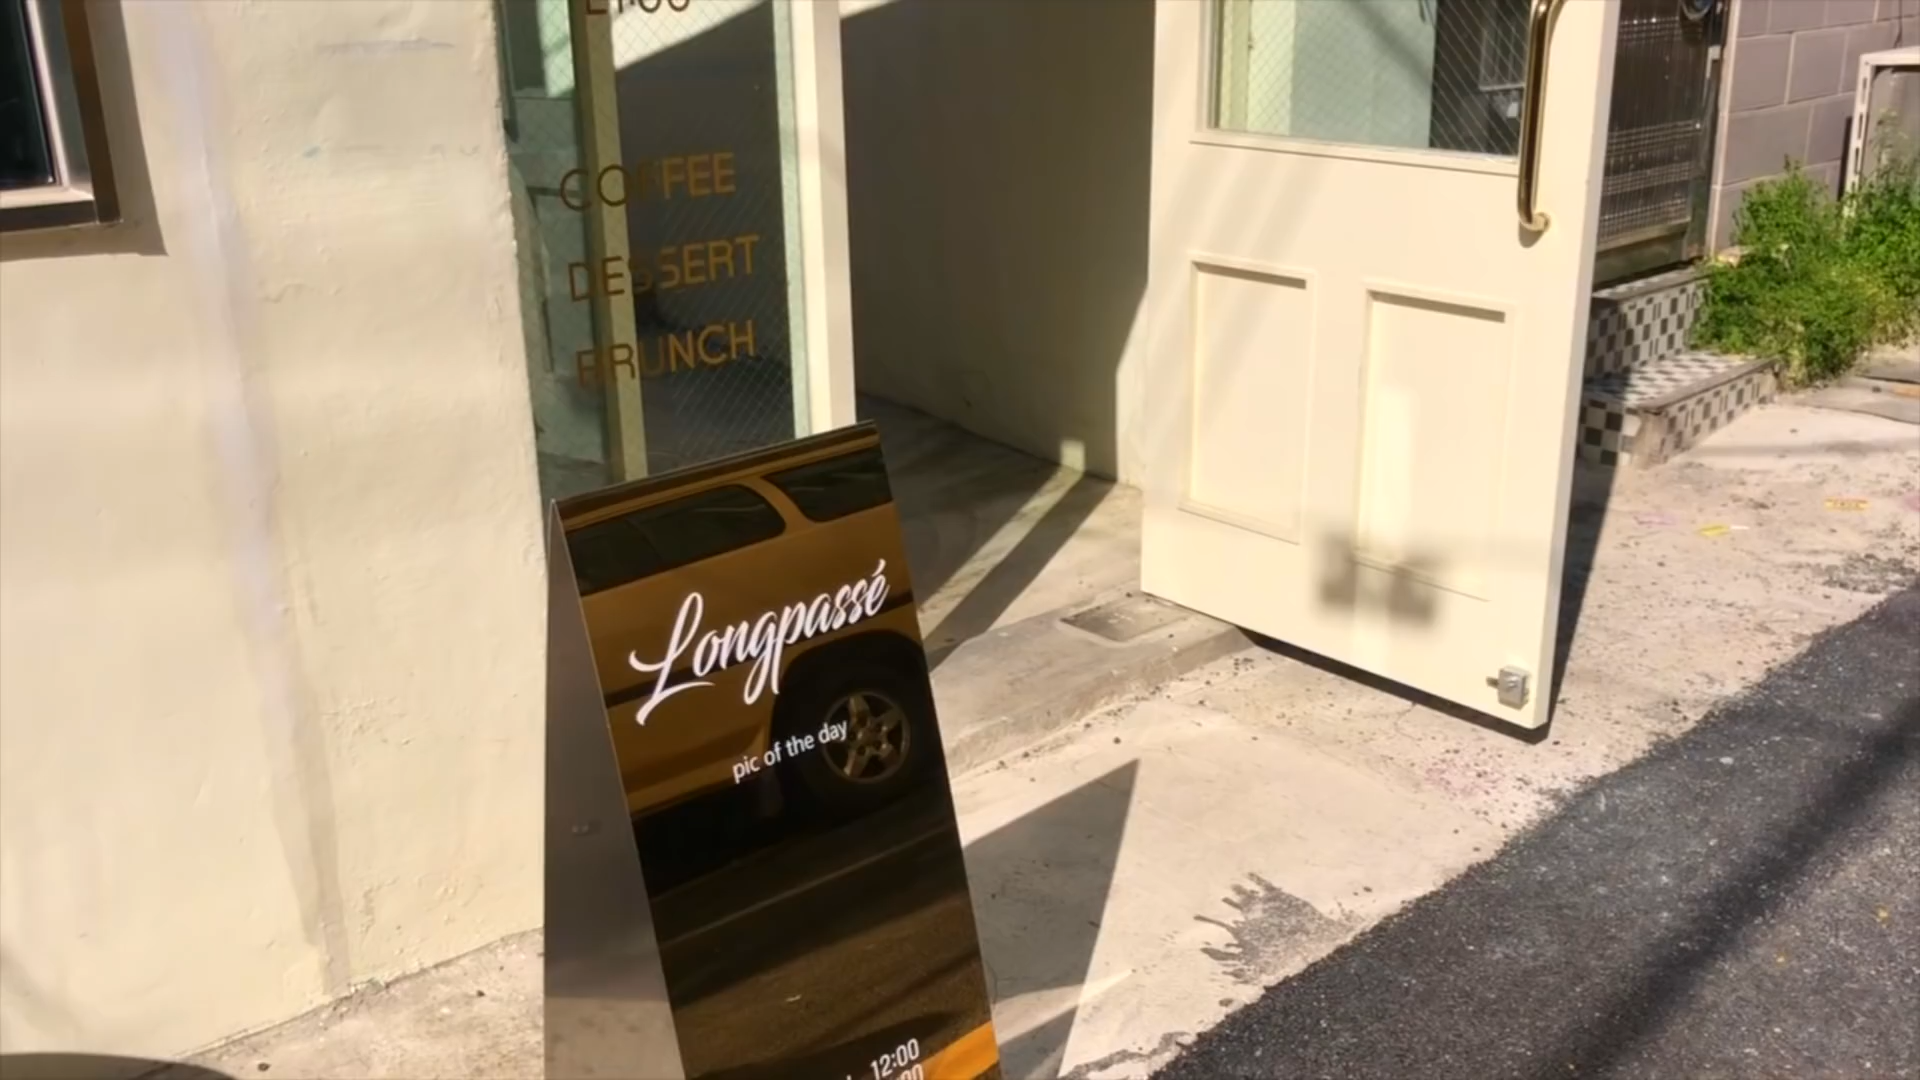 COFFEE
DESSERT
BRUNCH
Longpassé
pic of the day
12:00